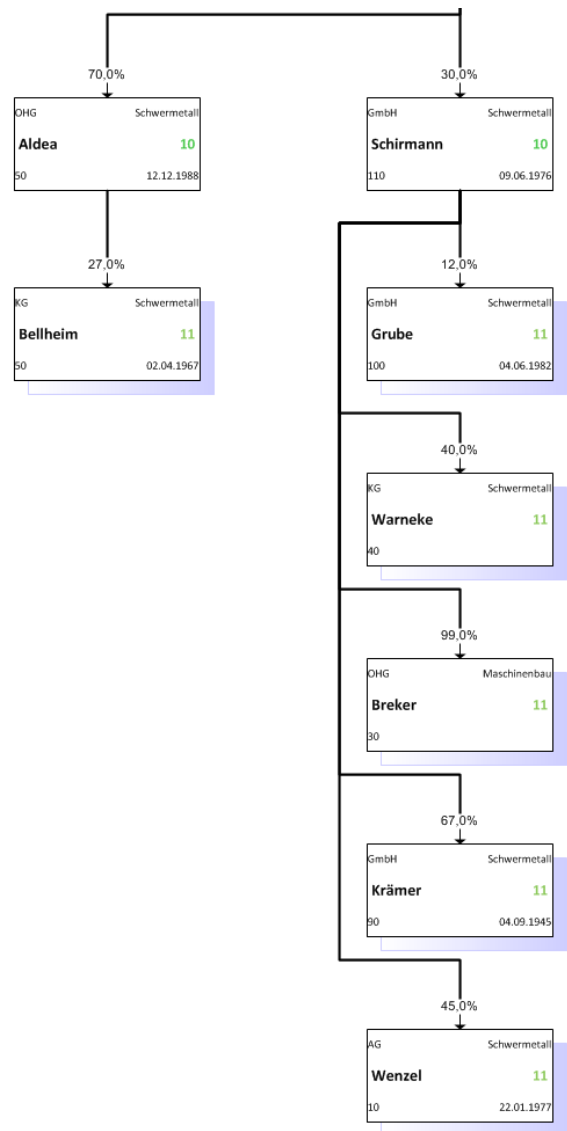 70,0%
30,0%
OHG Schwermetall
Aldea 10
50 12.12.1988
GmbH Schwermetall
Schirmann 10
110 09.06.1976
27,0%
12,0%
KG Schwermetall
Bellheim 11
50 02.04.1967
GmbH Schwermetall
Grube 11
100 04.06.1982
40,0%
KG Schwermetall
Warneke 11
40
99,0%
OHG Maschinenbau
Breker 11
30
67,0%
GmbH Schwermetall
Krämer 11
90 04.09.1945
45,0%
AG Schwermetall
Wenzel 11
10 22.01.1977